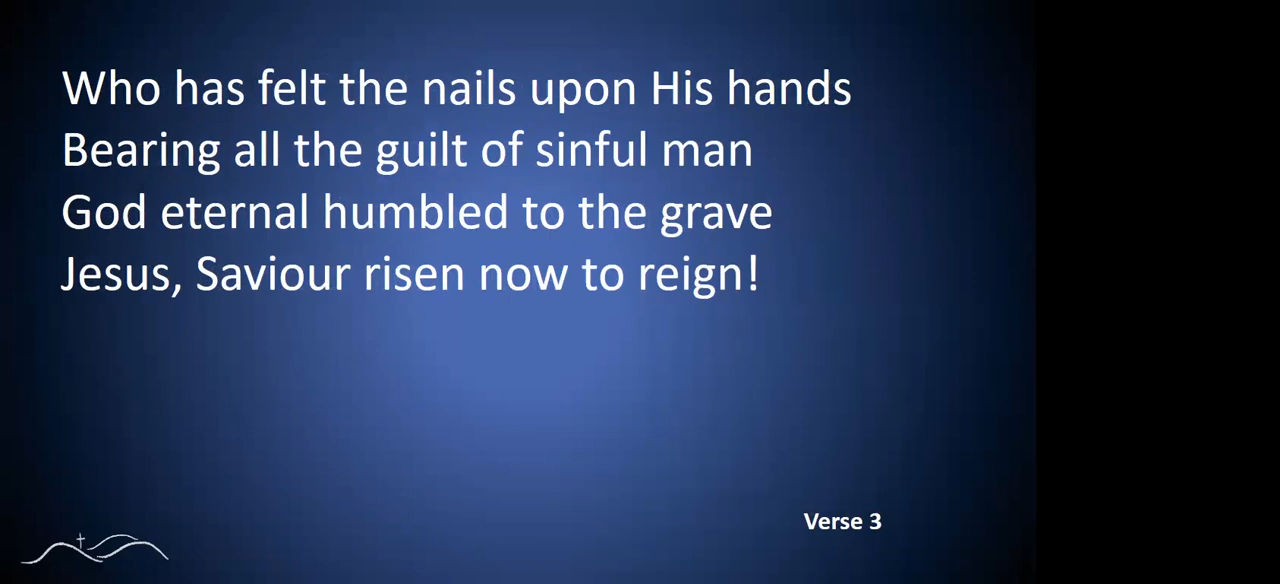 Who has felt the nails upon His hands
Bearing all the guilt of sinful man
God eternal humbled to the grave
Jesus, Saviour risen now to reign!
Verse 3